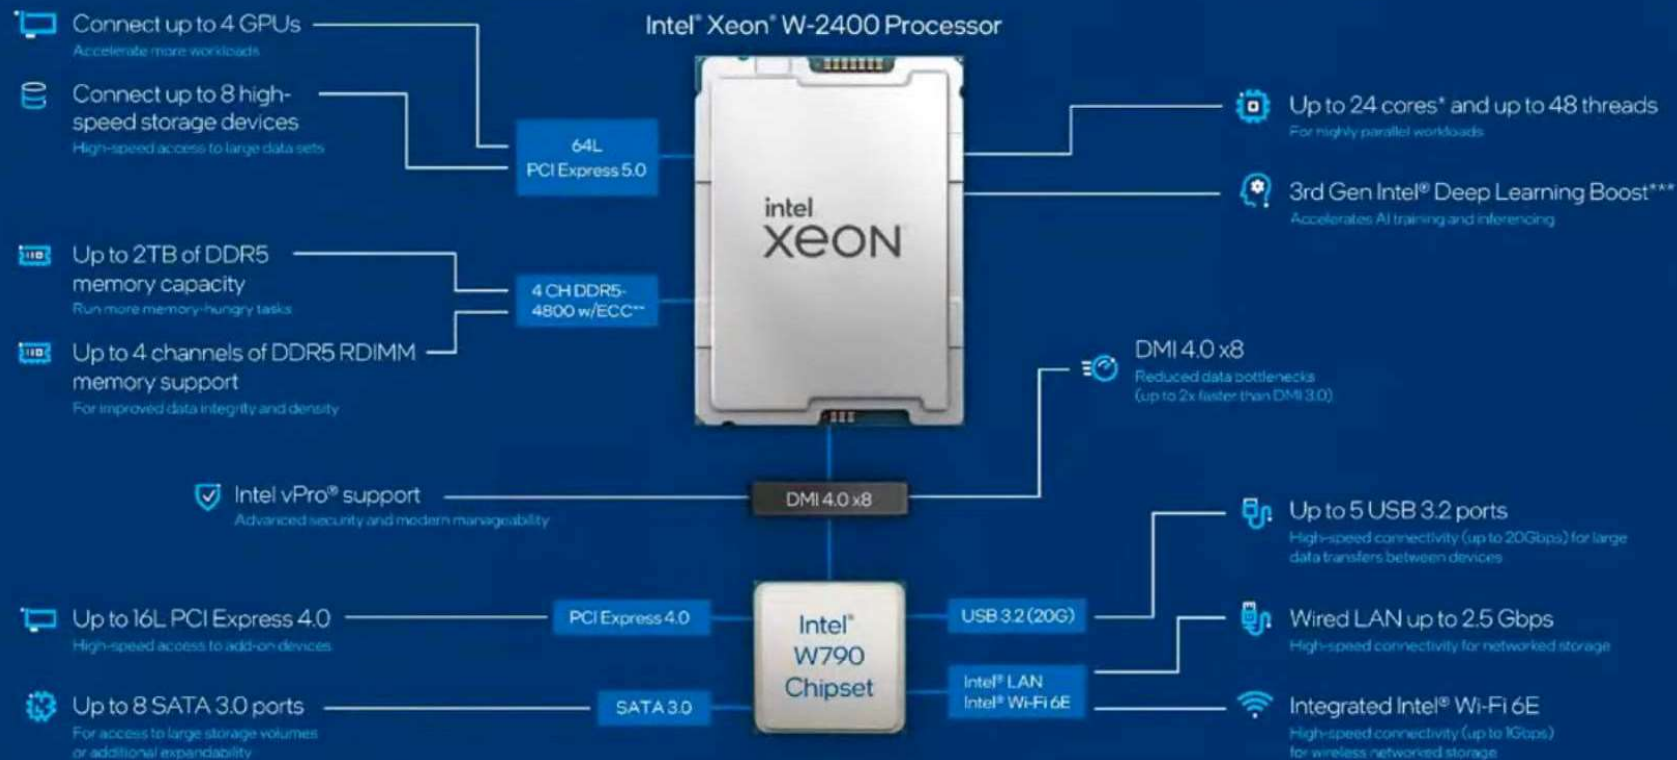 Intel® Xeon® W-2400 Processor
Connect up to 4 GPUs
Accelerate more workloads
Connect up to 8 high-
speed storage devices
High-speed access to large data sets
64L
PCI Express 5.0
Up to 2TB of DDR5
memory capacity
Run more memory-hungry tasks
Up to 4 channels of DDR5 RDIMM
memory support
For improved data integrity and density
4 CH DDR5-
4800 w/ECC**
intel
xeon
Up to 24 cores* and up to 48 threads
For highly parallel workloads
3rd Gen Intel® Deep Learning Boost***
Accelerates AI training and inferencing
DMI 4.0 x8
Reduced data bottlenecks
(up to 2x faster than DMI 3.0)
Intel vPro® support
Advanced security and modern manageability
DMI 4.0 x8
Up to 16L PCI Express 4.0
High-speed access to add-on devices
PCI Express 4.0
Up to 8 SATA 3.0 ports
For access to large storage volumes
or additional expandability
SATA 3.0
Intel®
W790
Chipset
USB 3.2 (20G)
Intel® LAN
Intel® Wi-Fi 6E
Up to 5 USB 3.2 ports
High-speed connectivity (up to 20Gbps) for large
data transfers between devices
Wired LAN up to 2.5 Gbps
High-speed connectivity for networked storage
Integrated Intel® Wi-Fi 6E
High-speed connectivity (up to 1Gbps)
for wireless networked storage